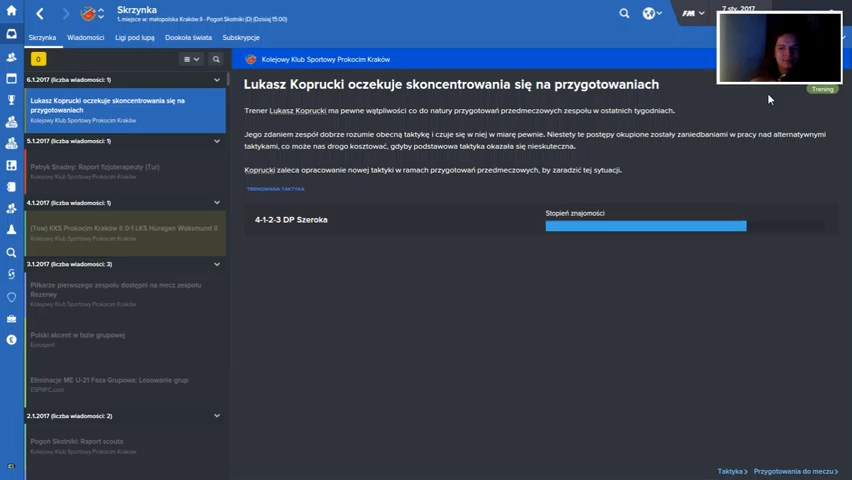 Skrzynka
1. miejsce w: małopolska Kraków II - Pogoń Skotniki (D) (Dzisiaj 15:00)
FM
7 sty. 2017
Skrzynka
Wiadomości
Ligi pod lupą
Dookoła świata
Subskrypcje
0
6.1.2017 (liczba wiadomości: 1)
Lukasz Koprucki oczekuje skoncentrowania się na
przygotowaniach
Kolejowy Klub Sportowy Prokocim Kraków
5.1.2017 (liczba wiadomości: 1)
Patryk Snadny: Raport fizjoterapeuty (Tur)
Kolejowy Klub Sportowy Prokocim Kraków
4.1.2017 (liczba wiadomości: 1)
(Tow) KKS Prokocim Kraków II 0-1 LKS Huragan Waksmund II
Kolejowy Klub Sportowy Prokocim Kraków
3.1.2017 (liczba wiadomości: 3)
Piłkarze pierwszego zespołu dostępni na mecz zespołu
Rezerwy
Kolejowy Klub Sportowy Prokocim Kraków
Polski akcent w fazie grupowej
Eurosport
Eliminacje ME U-21 Faza Grupowa: Losowanie grup
ESPNFC.com
2.1.2017 (liczba wiadomości: 2)
Pogoń Skotniki: Raport scouta
Kolejowy Klub Sportowy Prokocim Kraków
Kolejowy Klub Sportowy Prokocim Kraków
Lukasz Koprucki oczekuje skoncentrowania się na przygotowaniach
Trening
Trener Lukasz Koprucki ma pewne wątpliwości co do natury przygotowań przedmeczowych zespołu w ostatnich tygodniach.
Jego zdaniem zespół dobrze rozumie obecną taktykę i czuje się w niej w miarę pewnie. Niestety te postępy okupione zostały zaniedbaniami w pracy nad alternatywnymi
taktykami, co może nas drogo kosztować, gdyby podstawowa taktyka okazała się nieskuteczna.
Koprucki zaleca opracowanie nowej taktyki w ramach przygotowań przedmeczowych, by zaradzić tej sytuacji.
TRENOWANA TAKTYKA
4-1-2-3 DP Szeroka
Stopień znajomości
Taktyka
Przygotowania do meczu